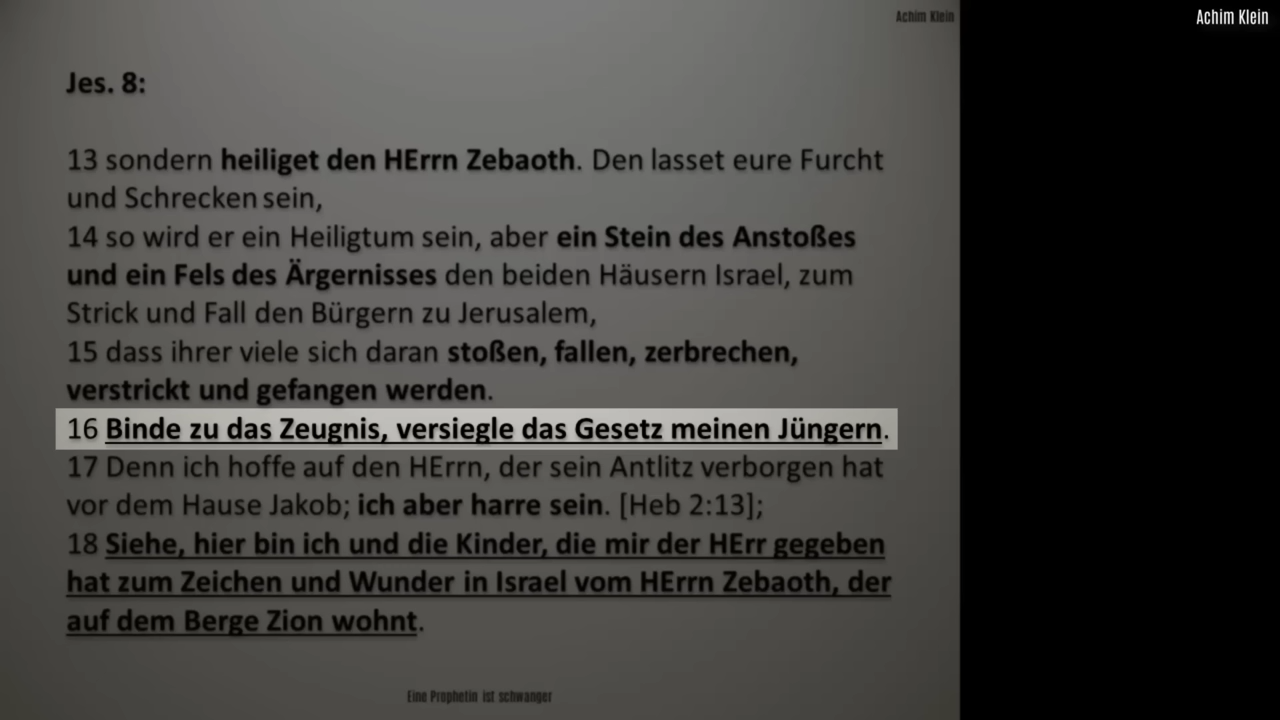 Achim Klein
Achim Klein
Jes. 8:
13 sondern heiliget den HErrn Zebaoth. Den lasset eure Furcht
und Schrecken sein,
14 so wird er ein Heiligtum sein, aber ein Stein des Anstoßes
und ein Fels des Ärgernisses den beiden Häusern Israel, zum
Strick und Fall den Bürgern zu Jerusalem,
15 dass ihrer viele sich daran stoßen, fallen, zerbrechen,
verstrickt und gefangen werden.
16 Binde zu das Zeugnis, versiegle das Gesetz meinen Jüngern.
17 Denn ich hoffe auf den HErrn, der sein Antlitz verborgen hat
vor dem Hause Jakob; ich aber harre sein. [Heb 2:13];
18 Siehe, hier bin ich und die Kinder, die mir der HErr gegeben
hat zum Zeichen und Wunder in Israel vom HErrn Zebaoth, der
auf dem Berge Zion wohnt.
Eine Prophetin ist schwanger